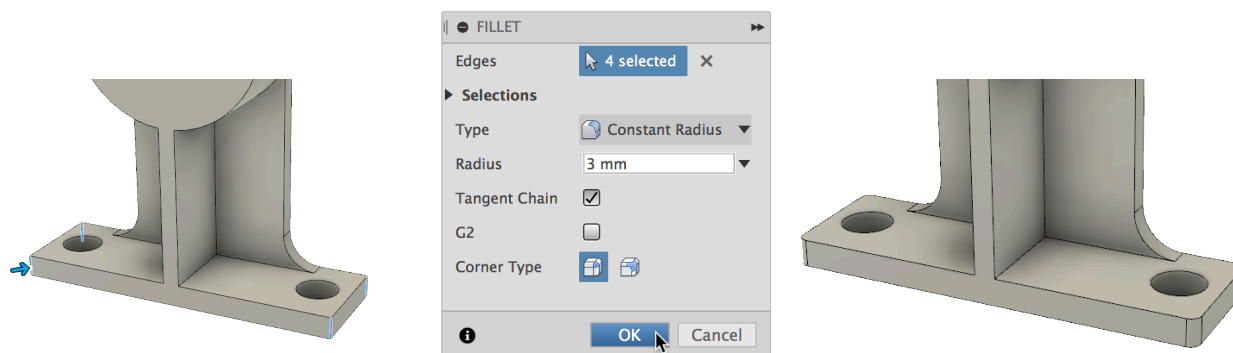 FILLET
Edges 4 selected
Selections
Type Constant Radius
Radius 3 mm
Tangent Chain
G2
Corner Type
OK Cancel